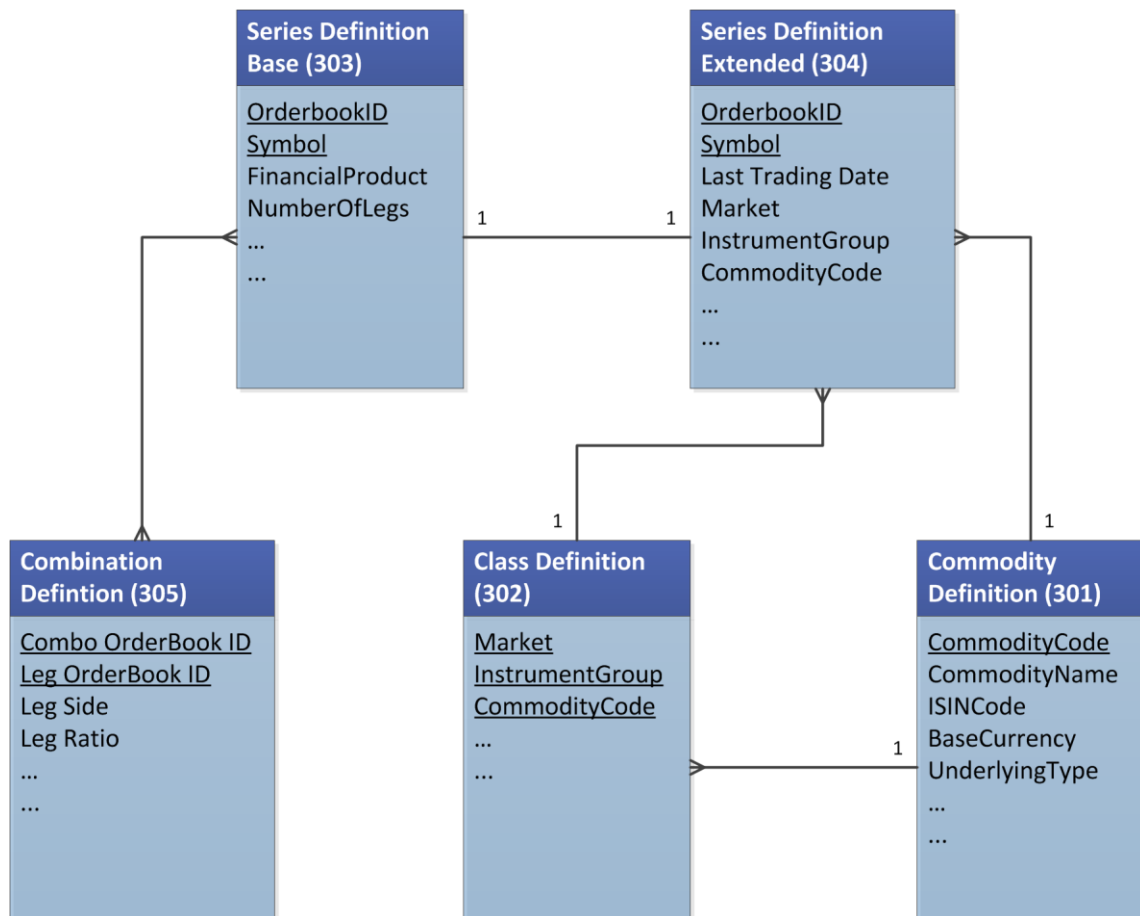 Series Definition
Base (303)
OrderbookID
Symbol
FinancialProduct
NumberOfLegs
...
...
Series Definition
Extended (304)
OrderbookID
Symbol
Last Trading Date
Market
InstrumentGroup
CommodityCode
...
...
1
1
1
1
Combination
Defintion (305)
Combo OrderBook ID
Leg OrderBook ID
Leg Side
Leg Ratio
...
...
Class Definition
(302)
Market
InstrumentGroup
CommodityCode
...
...
1
Commodity
Definition (301)
CommodityCode
CommodityName
ISINCode
BaseCurrency
UnderlyingType
...
...